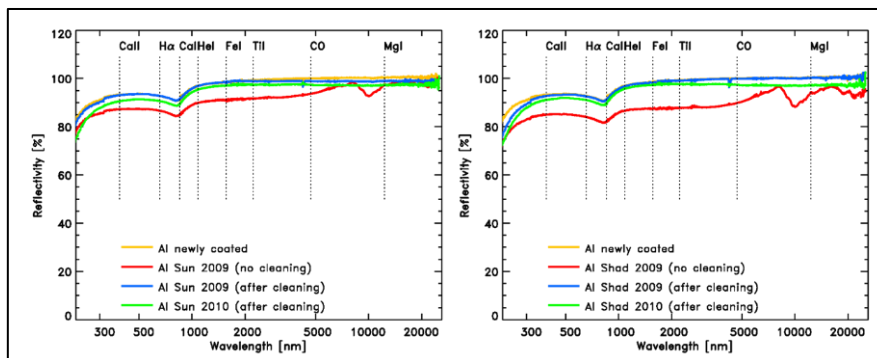 120
CaII Hα CaIHeI FeI TiI CO MgI
100
80
60
40
20
0
Reflectivity [%]
Al newly coated
Al Sun 2009 (no cleaning)
Al Sun 2009 (after cleaning)
Al Sun 2010 (after cleaning)
300 500 1000 2000 5000 10000 20000
Wavelength [nm]
120
CaII Hα CaIHeI FeI TiI CO MgI
100
80
60
40
20
0
Reflectivity [%]
Al newly coated
Al Shad 2009 (no cleaning)
Al Shad 2009 (after cleaning)
Al Shad 2010 (after cleaning)
300 500 1000 2000 5000 10000 20000
Wavelength [nm]